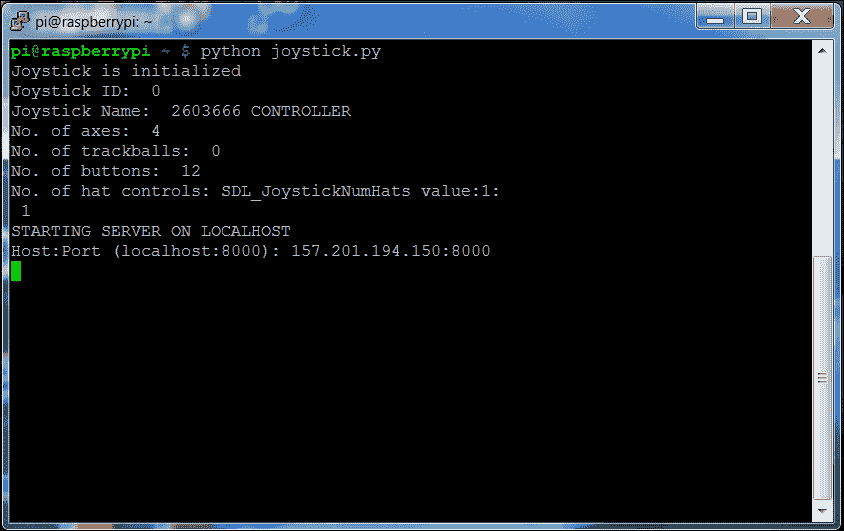 pi@raspberrypi: ~
pi@raspberrypi ~ $ python joystick.py
Joystick is initialized
Joystick ID:  0
Joystick Name:  2603666 CONTROLLER
No. of axes:  4
No. of trackballs:  0
No. of buttons:  12
No. of hat controls: SDL_JoystickNumHats value:1:
 1
STARTING SERVER ON LOCALHOST
Host:Port (localhost:8000): 157.201.194.150:8000